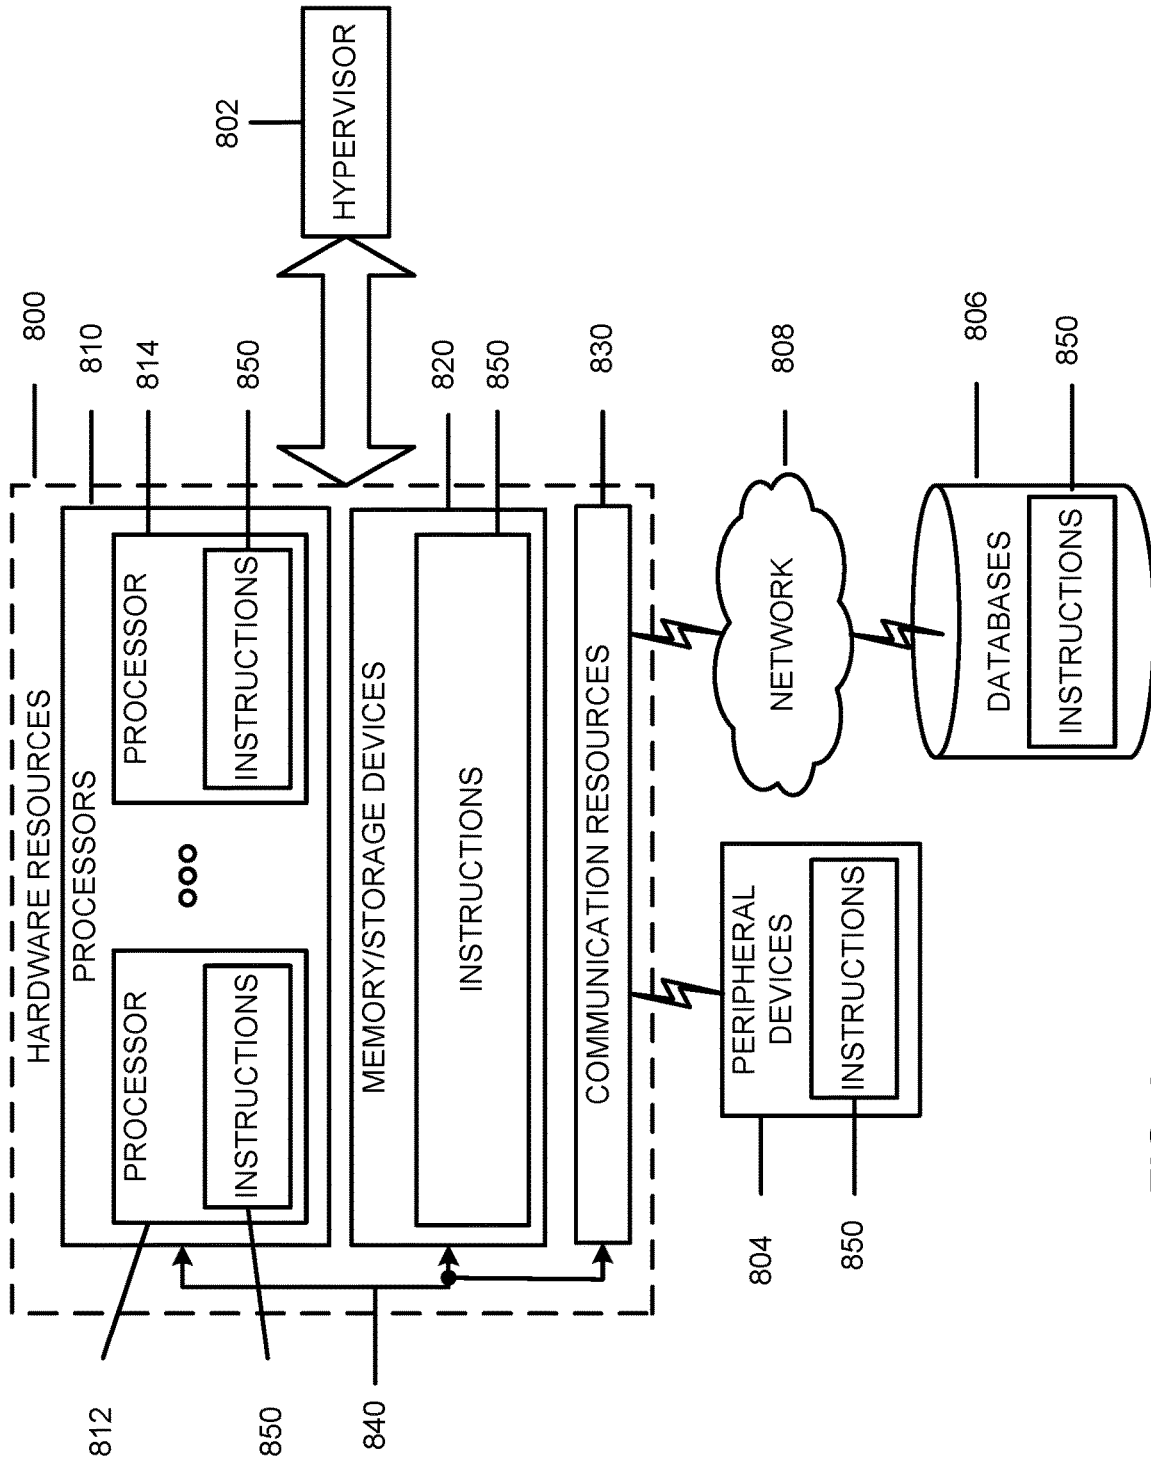 HARDWARE RESOURCES
800
PROCESSORS
810
812
PROCESSOR
INSTRUCTIONS
850
PROCESSOR
814
INSTRUCTIONS
850
802
HYPERVISOR
MEMORY/STORAGE DEVICES
820
INSTRUCTIONS
850
840
COMMUNICATION RESOURCES
830
804
PERIPHERAL
DEVICES
INSTRUCTIONS
850
NETWORK
808
DATABASES
806
INSTRUCTIONS
850